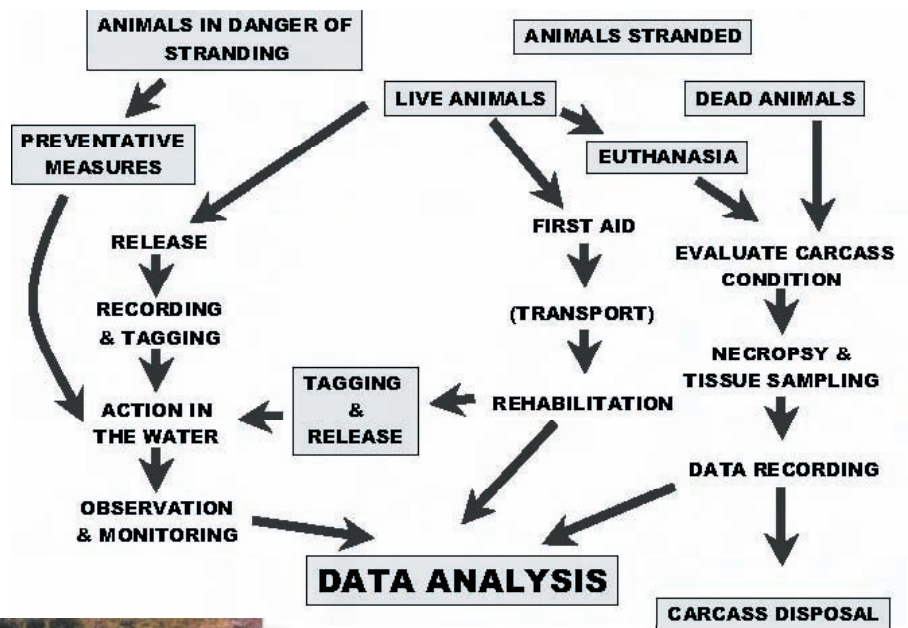 ANIMALS IN DANGER OF
STRANDING
ANIMALS STRANDED
LIVE ANIMALS
DEAD ANIMALS
PREVENTATIVE
MEASURES
EUTHANASIA
RELEASE
FIRST AID
EVALUATE CARCASS
CONDITION
RECORDING
& TAGGING
(TRANSPORT)
NECROPSY &
TISSUE SAMPLING
TAGGING
&
RELEASE
REHABILITATION
ACTION IN
THE WATER
DATA RECORDING
OBSERVATION
& MONITORING
DATA ANALYSIS
CARCASS DISPOSAL